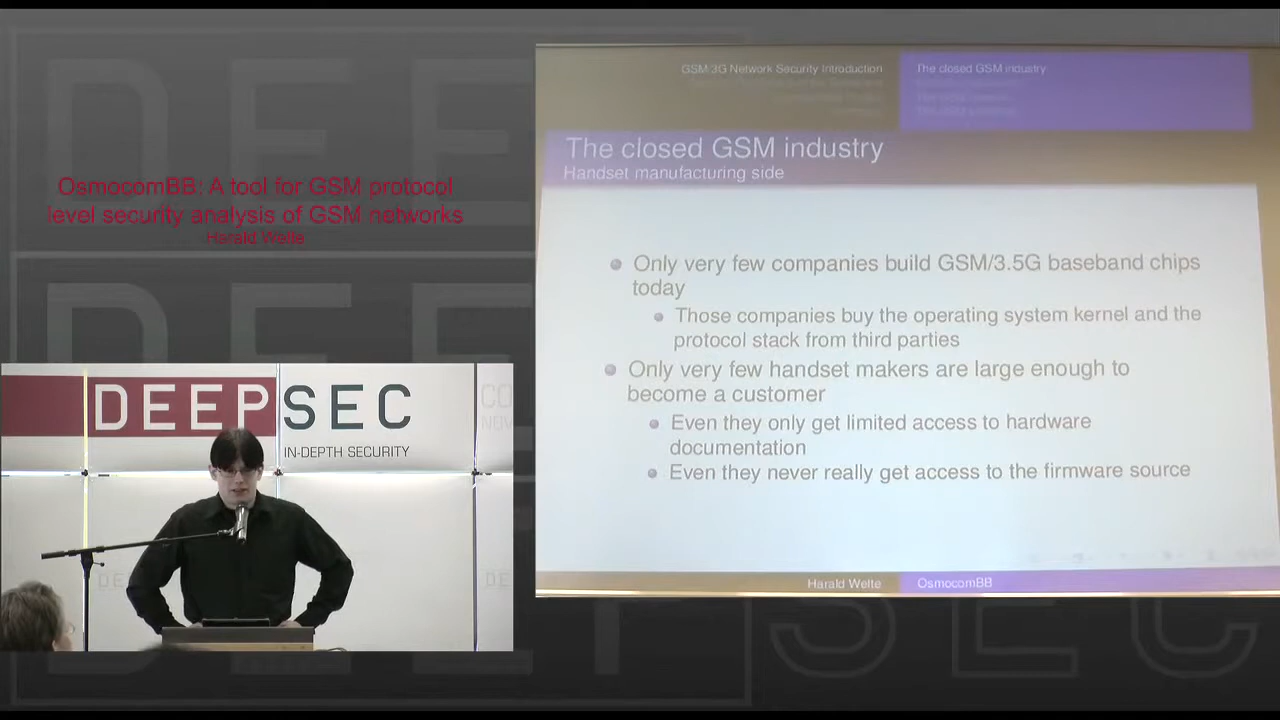 OsmocomBB: A tool for GSM protocol
level security analysis of GSM networks
Harald Welte
DEEPSEC
IN-DEPTH SECURITY
GSM/3G Network Security Introduction
The closed GSM industry
The closed GSM industry
Handset manufacturing side
Only very few companies build GSM/3.5G baseband chips
today
Those companies buy the operating system kernel and the
protocol stack from third parties
Only very few handset makers are large enough to
become a customer
Even they only get limited access to hardware
documentation
Even they never really get access to the firmware source
Harald Welte
OsmocomBB